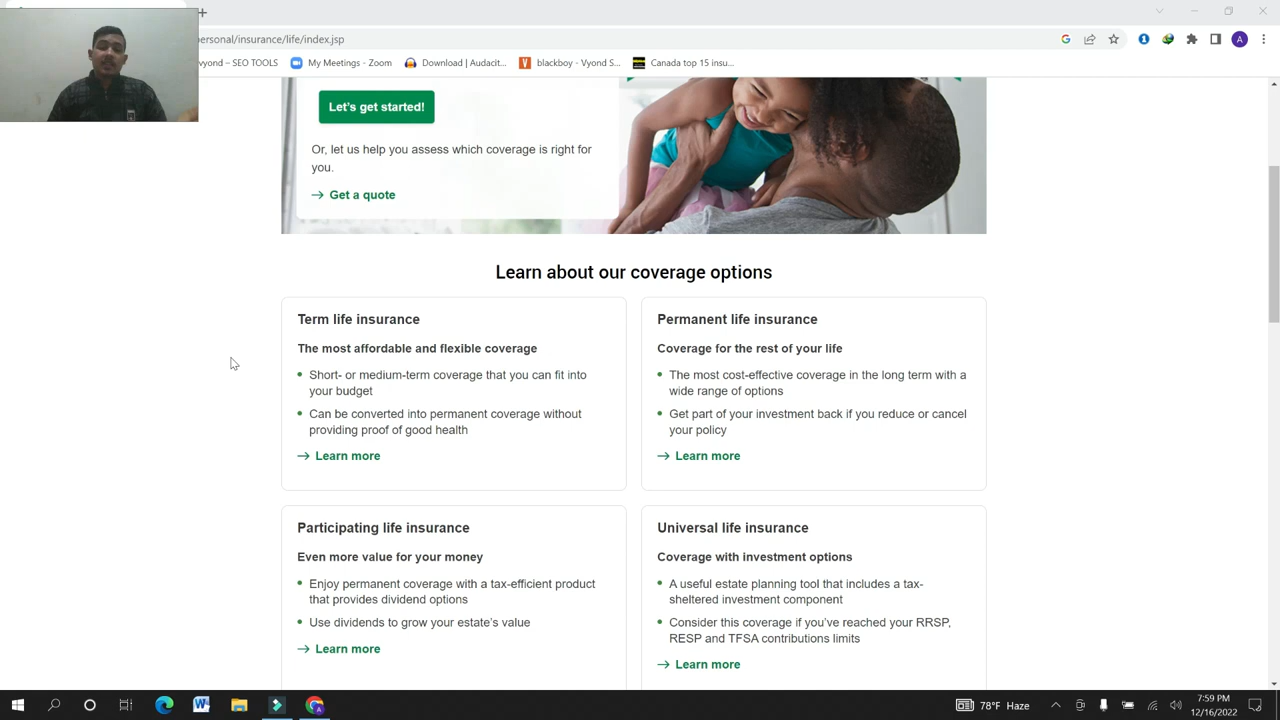 personal/insurance/life/index.jsp
A
vyond – SEO TOOLS
My Meetings - Zoom
Download | Audacit...
V
blackboy - Vyond S...
Canada top 15 insu...
Let's get started!
Or, let us help you assess which coverage is right for
you.
Get a quote
Learn about our coverage options
Term life insurance
The most affordable and flexible coverage
Short- or medium-term coverage that you can fit into
your budget
Can be converted into permanent coverage without
providing proof of good health
Learn more
Permanent life insurance
Coverage for the rest of your life
The most cost-effective coverage in the long term with a
wide range of options
Get part of your investment back if you reduce or cancel
your policy
Learn more
Participating life insurance
Even more value for your money
Enjoy permanent coverage with a tax-efficient product
that provides dividend options
Use dividends to grow your estate's value
Learn more
Universal life insurance
Coverage with investment options
A useful estate planning tool that includes a tax-
sheltered investment component
Consider this coverage if you've reached your RRSP,
RESP and TFSA contributions limits
Learn more
78°F Haze
7:59 PM
12/16/2022